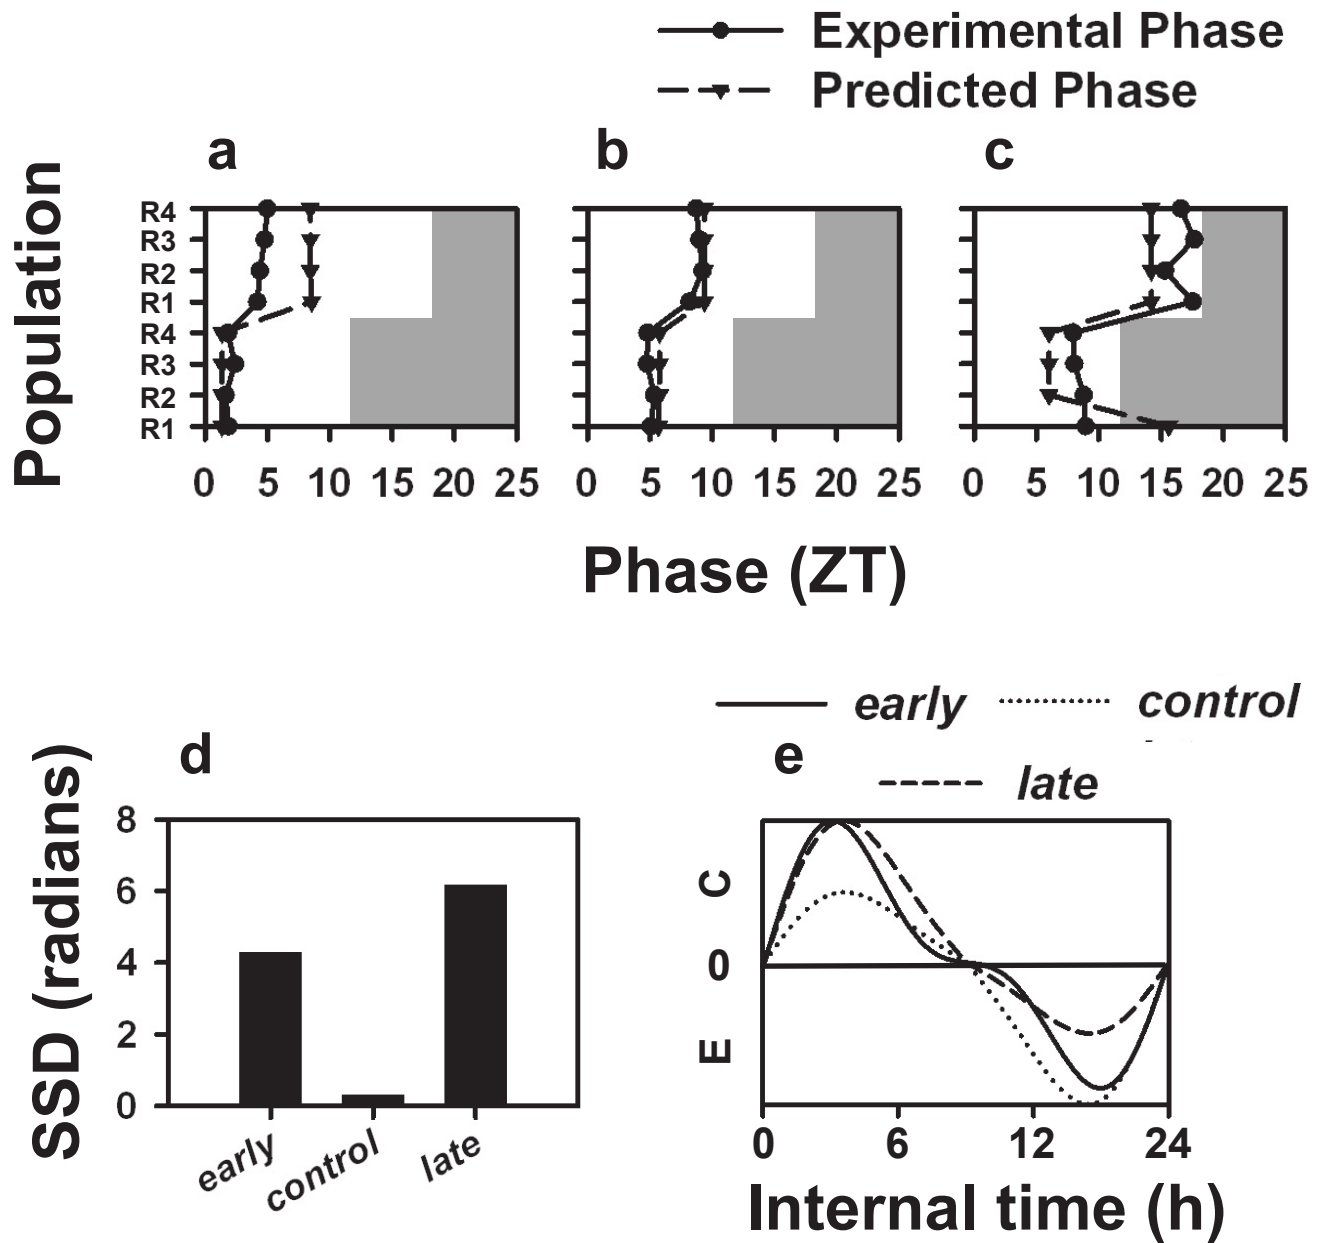 Experimental Phase
Predicted Phase
a
b
c
Population
R4
R3
R2
R1
R4
R3
R2
R1
0 5 10 15 20 25
0 5 10 15 20 25
0 5 10 15 20 25
Phase (ZT)
early
control
late
d
e
SSD (radians)
8
6
4
2
0
early
control
late
C
0
E
0 6 12 24
Internal time (h)